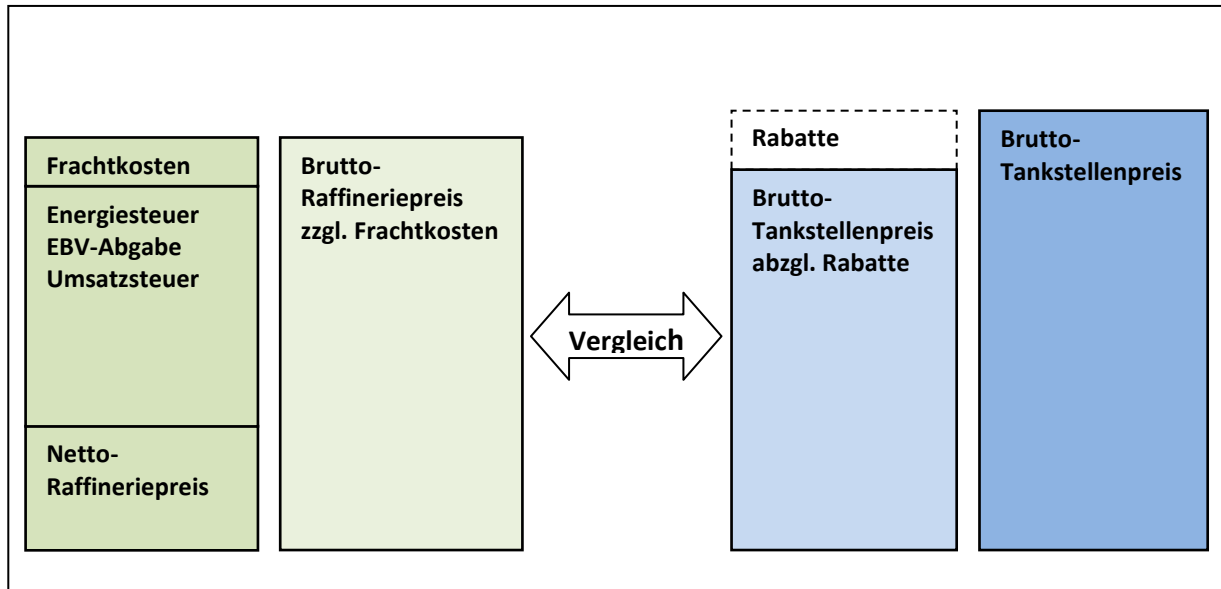 Frachtkosten
Energiesteuer
EBV-Abgabe
Umsatzsteuer
Netto-
Raffineriepreis
Brutto-
Raffineriepreis
zzgl. Frachtkosten
Vergleich
Rabatte
Brutto-
Tankstellenpreis
abzgl. Rabatte
Brutto-
Tankstellenpreis